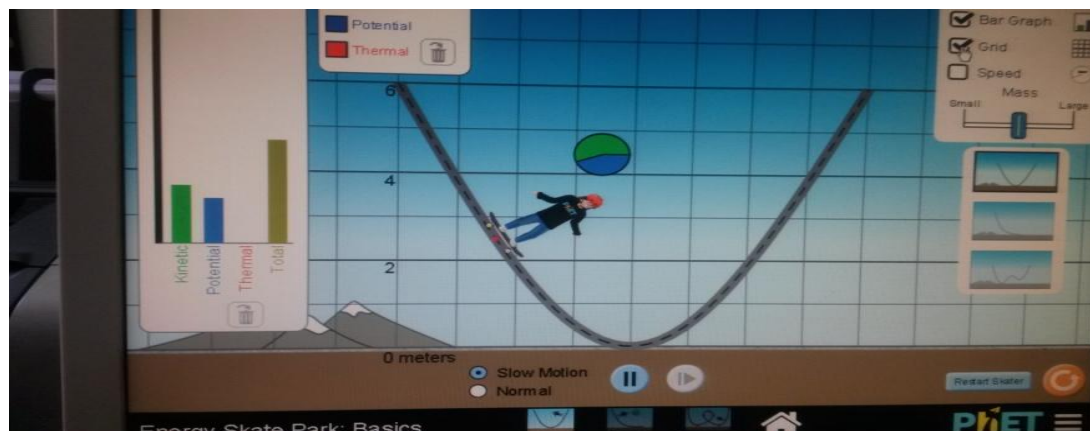 Potential
Thermal
Kinetic
Potential
Thermal
Total
6
4
2
0 meters
PhET
Bar Graph
Grid
Speed
Mass
Small
Large
Slow Motion
Normal
Restart Skater
Energy Skate Park: Basics
PhET